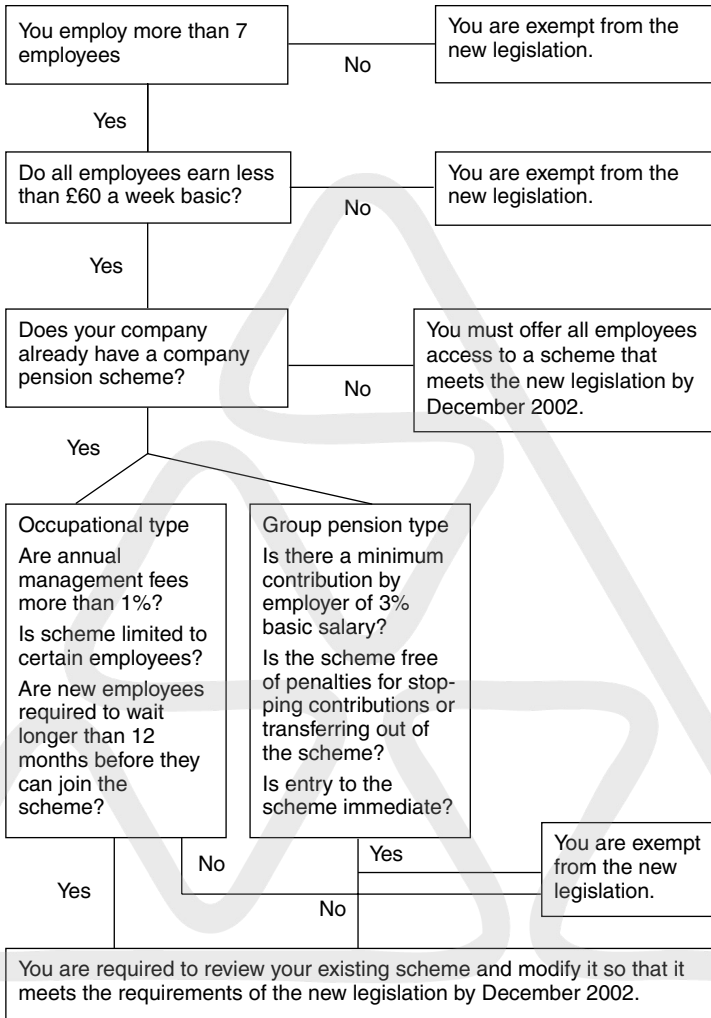 You employ more than 7
employees
No
You are exempt from the
new legislation.
Yes
Do all employees earn less
than £60 a week basic?
No
You are exempt from the
new legislation.
Yes
Does your company
already have a company
pension scheme?
No
You must offer all employees
access to a scheme that
meets the new legislation by
December 2002.
Yes
Occupational type
Are annual
management fees
more than 1%?
Is scheme limited to
certain employees?
Are new employees
required to wait
longer than 12
months before they
can join the
scheme?
Group pension type
Is there a minimum
contribution by
employer of 3%
basic salary?
Is the scheme free
of penalties for stop-
ping contributions or
transferring out of
the scheme?
Is entry to the
scheme immediate?
Yes
No
Yes
No
You are exempt
from the new
legislation.
You are required to review your existing scheme and modify it so that it
meets the requirements of the new legislation by December 2002.